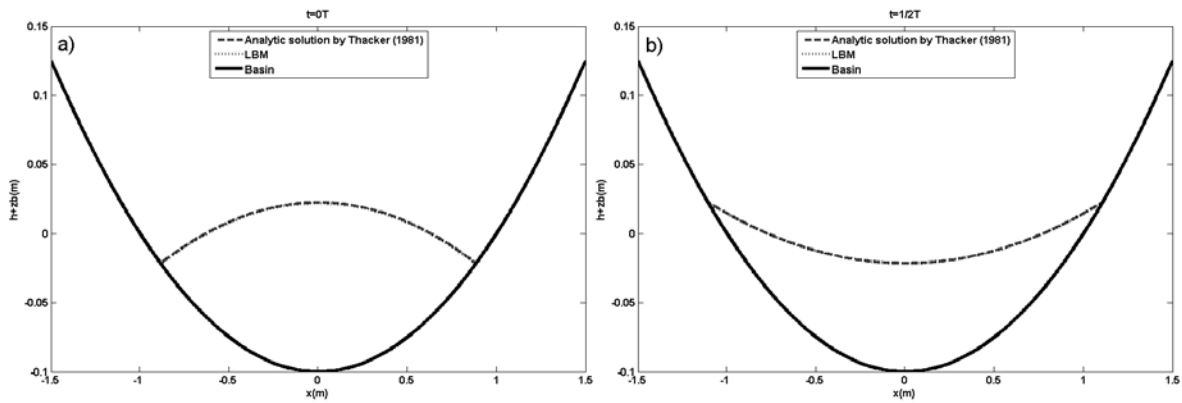 t=0T
a)
Analytic solution by Thacker (1981)
LBM
Basin
0.15
0.1
0.05
0
-0.05
-0.1
h+zb(m)
-1.5 -1 -0.5 0 0.5 1 1.5
x(m)
t=1/2T
b)
Analytic solution by Thacker (1981)
LBM
Basin
0.15
0.1
0.05
0
-0.05
-0.1
h+zb(m)
-1.5 -1 -0.5 0 0.5 1 1.5
x(m)